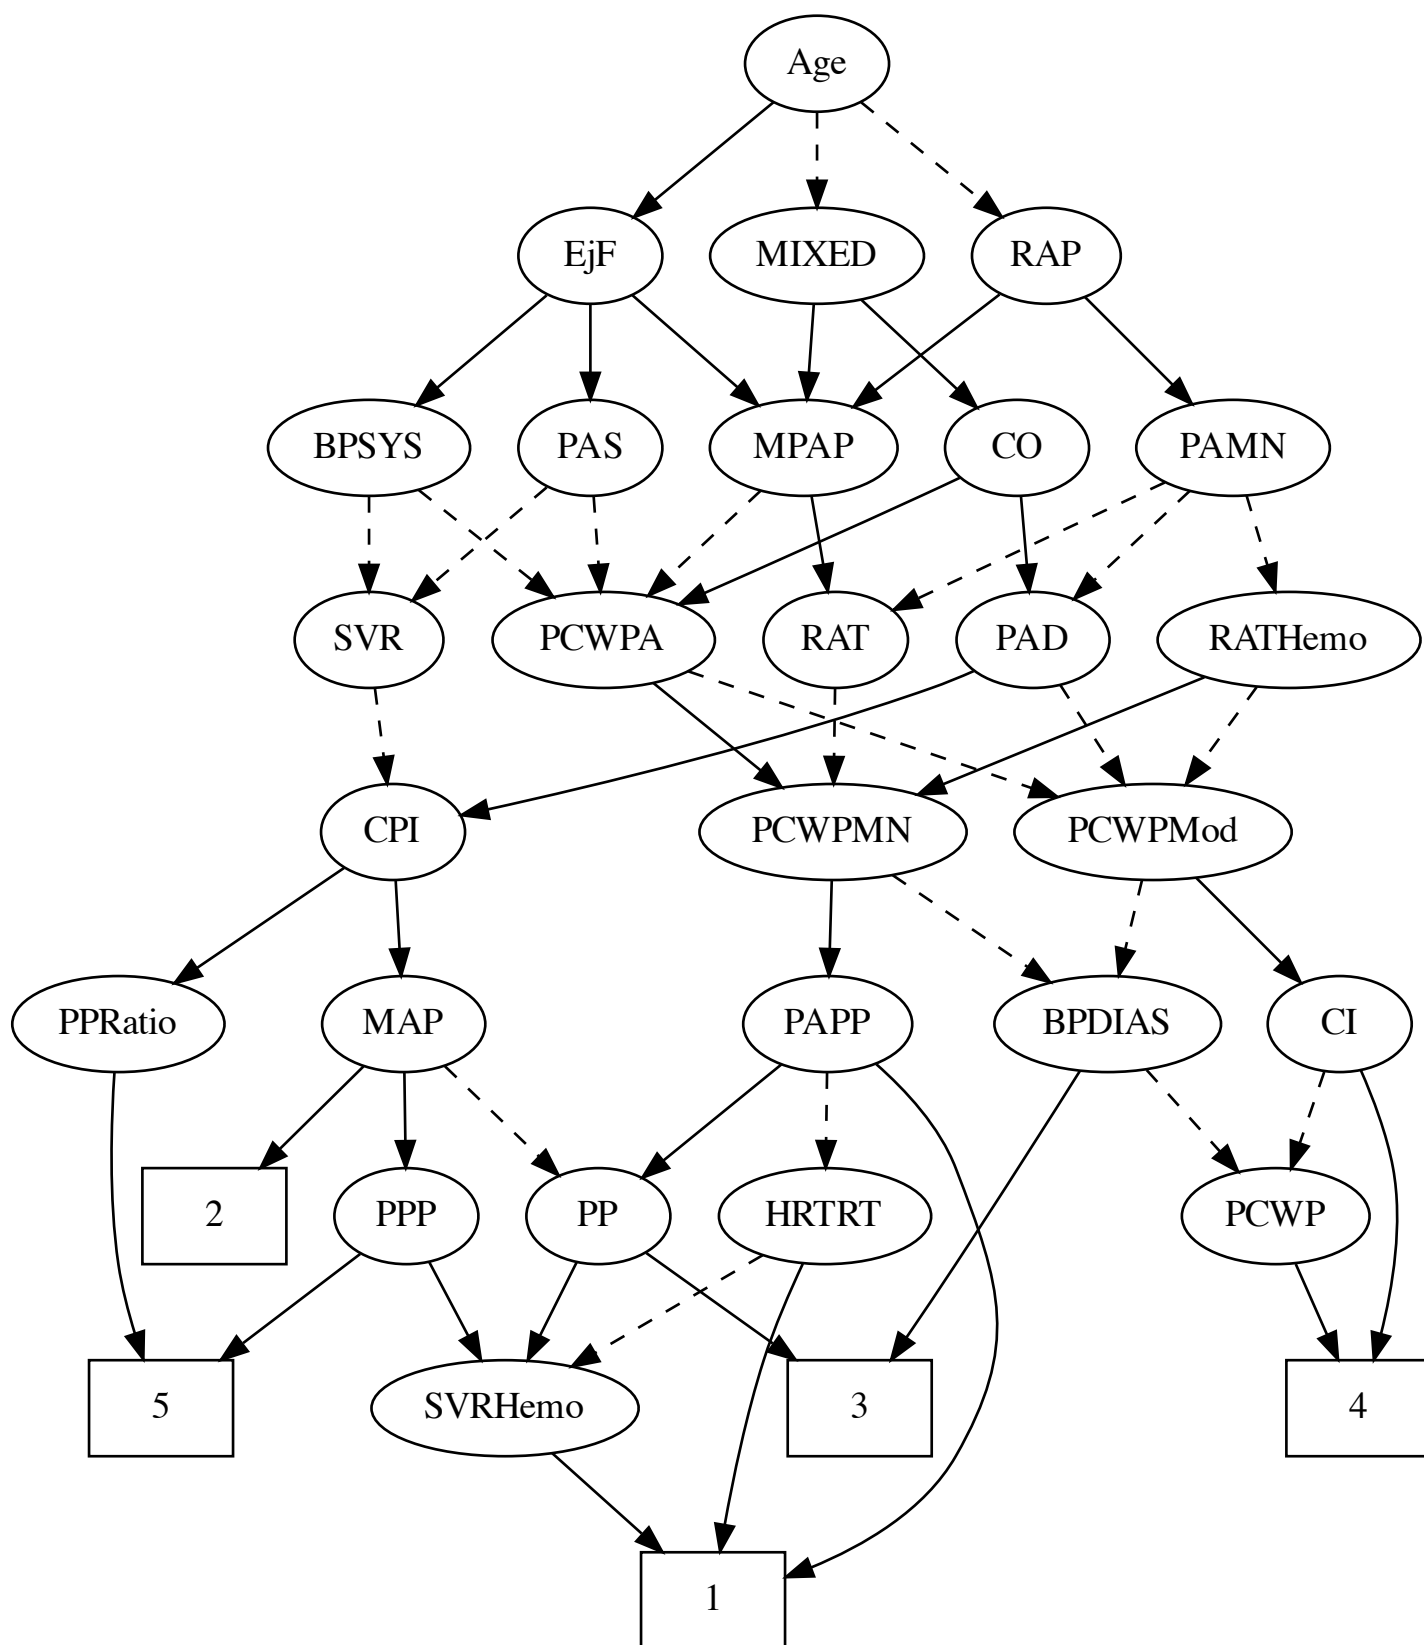 Age
EjF
MIXED
RAP
BPSYS
PAS
MPAP
CO
PAMN
SVR
PCWPA
RAT
PAD
RATHemo
CPI
PCWPMN
PCWPMod
PPRatio
MAP
PAPP
BPDIAS
CI
2
PPP
PP
HRTRT
PCWP
5
SVRHemo
3
4
1